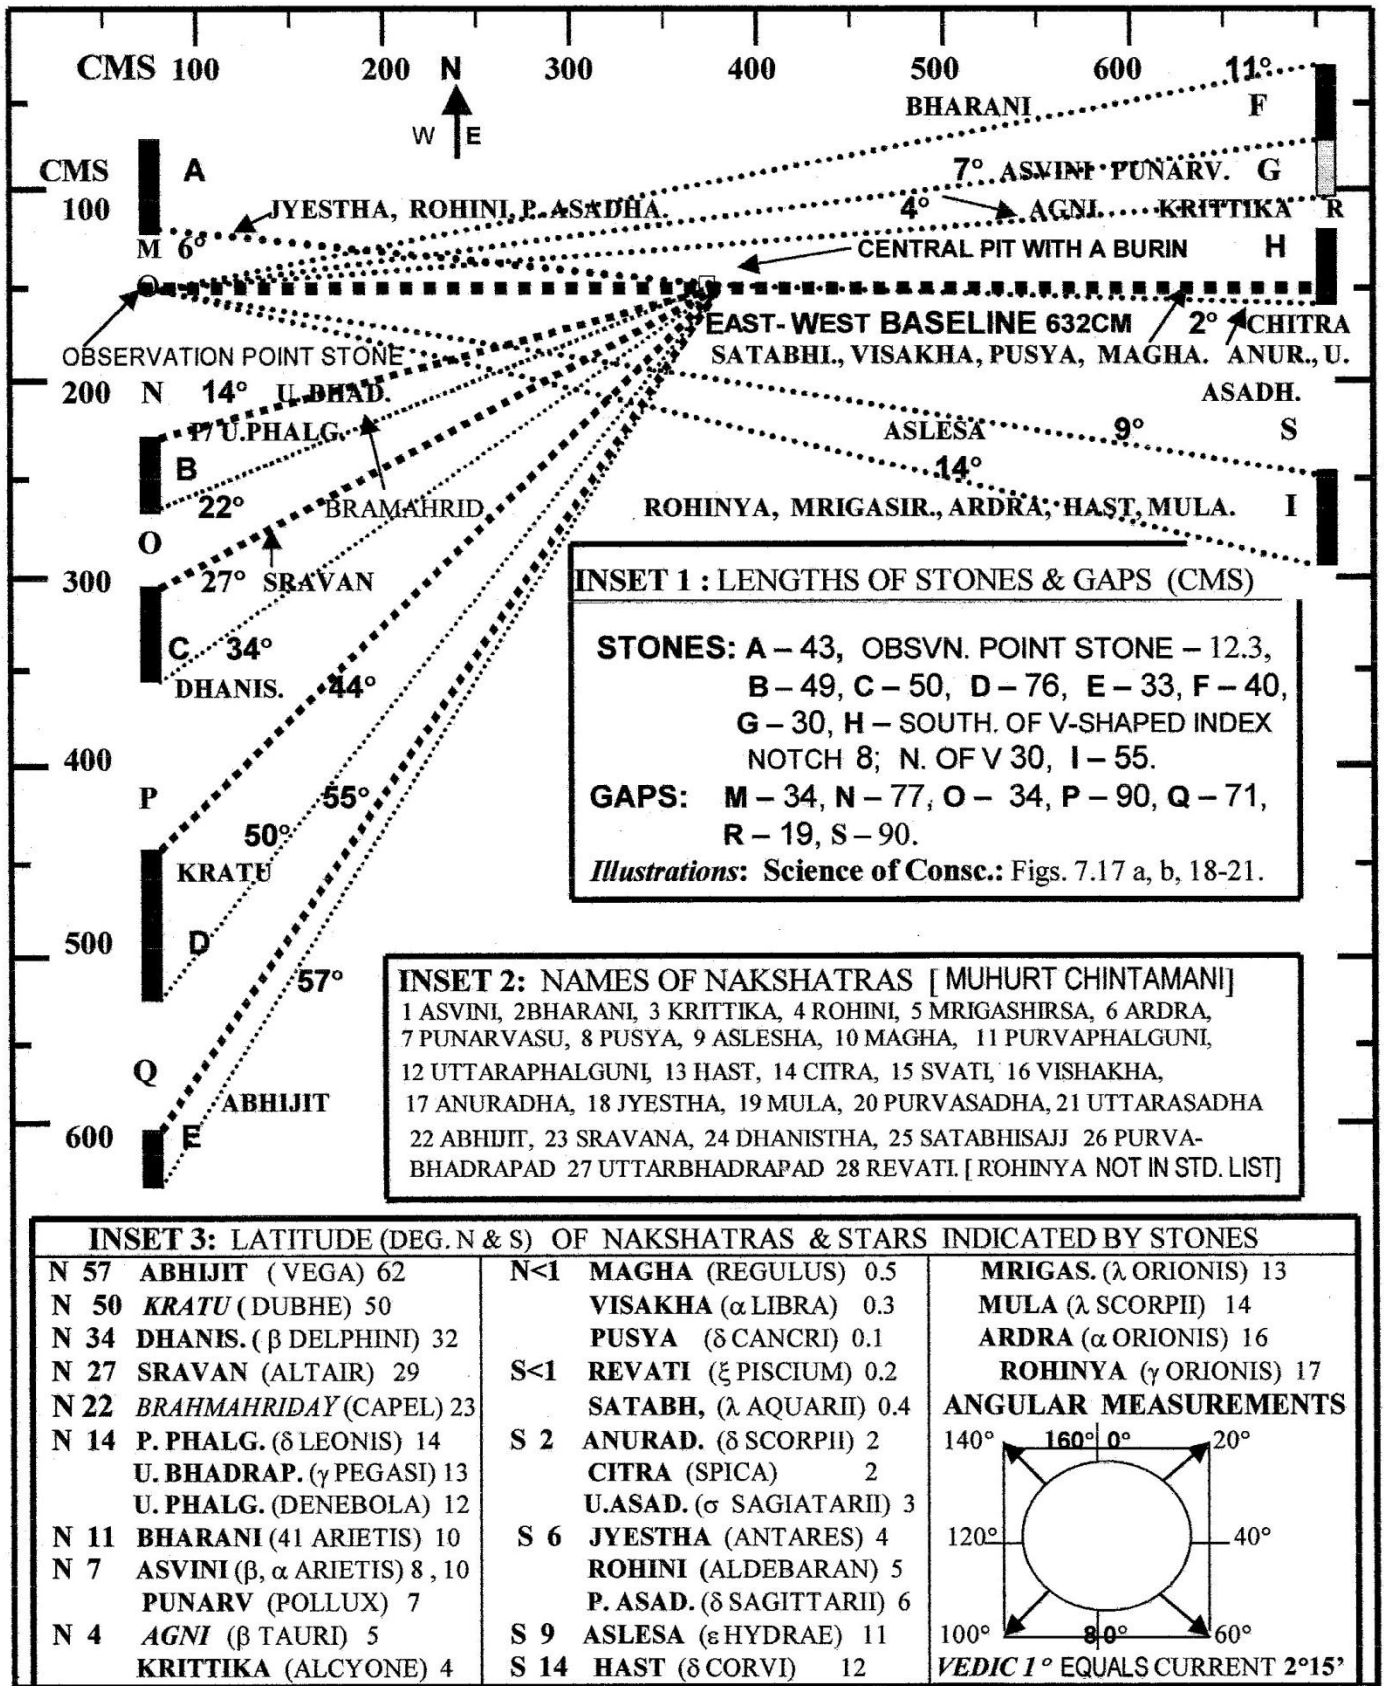 CMS 100 200 N 300 400 500 600 11°
BHARANI F
W E
CMS A 7° ASVINI PUNARV. G
100 JYESTHA, ROHINI, P. ASADHA. 4° AGNI. KRITTIKA R
M 6° CENTRAL PIT WITH A BURIN H
O
EAST-WEST BASELINE 632CM 2° CHITRA
OBSERVATION POINT STONE SATABHI., VISAKHA, PUSYA, MAGHA. ANUR., U.
200 N 14° U.BHAD. ASADH.
P/ U.PHALG. ASLESA 9° S
B 14°
22° BRAMAHRID ROHINYA, MRIGASIR., ARDRA, HAST, MULA. I
O
300 27° SRAVAN
C 34°
DHANIS. 44°
400
P 55°
50°
KRATU
500 D
57°
Q
ABHIJIT
600 E
INSET 1 : LENGTHS OF STONES & GAPS (CMS)
STONES: A – 43, OBSVN. POINT STONE – 12.3,
B – 49, C – 50, D – 76, E – 33, F – 40,
G – 30, H – SOUTH. OF V-SHAPED INDEX
NOTCH 8; N. OF V 30, I – 55.
GAPS: M – 34, N – 77, O – 34, P – 90, Q – 71,
R – 19, S – 90.
Illustrations: Science of Consc.: Figs. 7.17 a, b, 18-21.
INSET 2: NAMES OF NAKSHATRAS [ MUHURT CHINTAMANI]
1 ASVINI, 2BHARANI, 3 KRITTIKA, 4 ROHINI, 5 MRIGASHIRSA, 6 ARDRA,
7 PUNARVASU, 8 PUSYA, 9 ASLESHA, 10 MAGHA, 11 PURVAPHALGUNI,
12 UTTARAPHALGUNI, 13 HAST, 14 CITRA, 15 SVATI, 16 VISHAKHA,
17 ANURADHA, 18 JYESTHA, 19 MULA, 20 PURVASADHA, 21 UTTARASADHA
22 ABHIJIT, 23 SRAVANA, 24 DHANISTHA, 25 SATABHISAJJ 26 PURVA-
BHADRAPAD 27 UTTARBHADRAPAD 28 REVATI. [ ROHINYA NOT IN STD. LIST]
INSET 3: LATITUDE (DEG. N & S) OF NAKSHATRAS & STARS INDICATED BY STONES
N 57 ABHIJIT ( VEGA) 62
N 50 KRATU ( DUBHE) 50
N 34 DHANIS. ( β DELPHINI) 32
N 27 SRAVAN (ALTAIR) 29
N 22 BRAHMAHRIDAY (CAPEL) 23
N 14 P. PHALG. (δ LEONIS) 14
U. BHADRAP. (γ PEGASI) 13
U. PHALG. (DENEBOLA) 12
N 11 BHARANI (41 ARIETIS) 10
N 7 ASVINI (β, α ARIETIS) 8 , 10
PUNARV (POLLUX) 7
N 4 AGNI (β TAURI) 5
KRITTIKA (ALCYONE) 4
N<1 MAGHA (REGULUS) 0.5
VISAKHA (α LIBRA) 0.3
PUSYA (δ CANCRI) 0.1
S<1 REVATI (ξ PISCIUM) 0.2
SATABH, (λ AQUARII) 0.4
S 2 ANURAD. (δ SCORPII) 2
CITRA (SPICA) 2
U.ASAD. (σ SAGIATARII) 3
S 6 JYESTHA (ANTARES) 4
ROHINI (ALDEBARAN) 5
P. ASAD. (δ SAGITTARII) 6
S 9 ASLESA (ε HYDRAE) 11
S 14 HAST (δ CORVI) 12
MRIGAS. (λ ORIONIS) 13
MULA (λ SCORPII) 14
ARDRA (α ORIONIS) 16
ROHINYA (γ ORIONIS) 17
ANGULAR MEASUREMENTS
140° 160° 0° 20°
120° 40°
100° 80° 60°
VEDIC 1° EQUALS CURRENT 2°15'